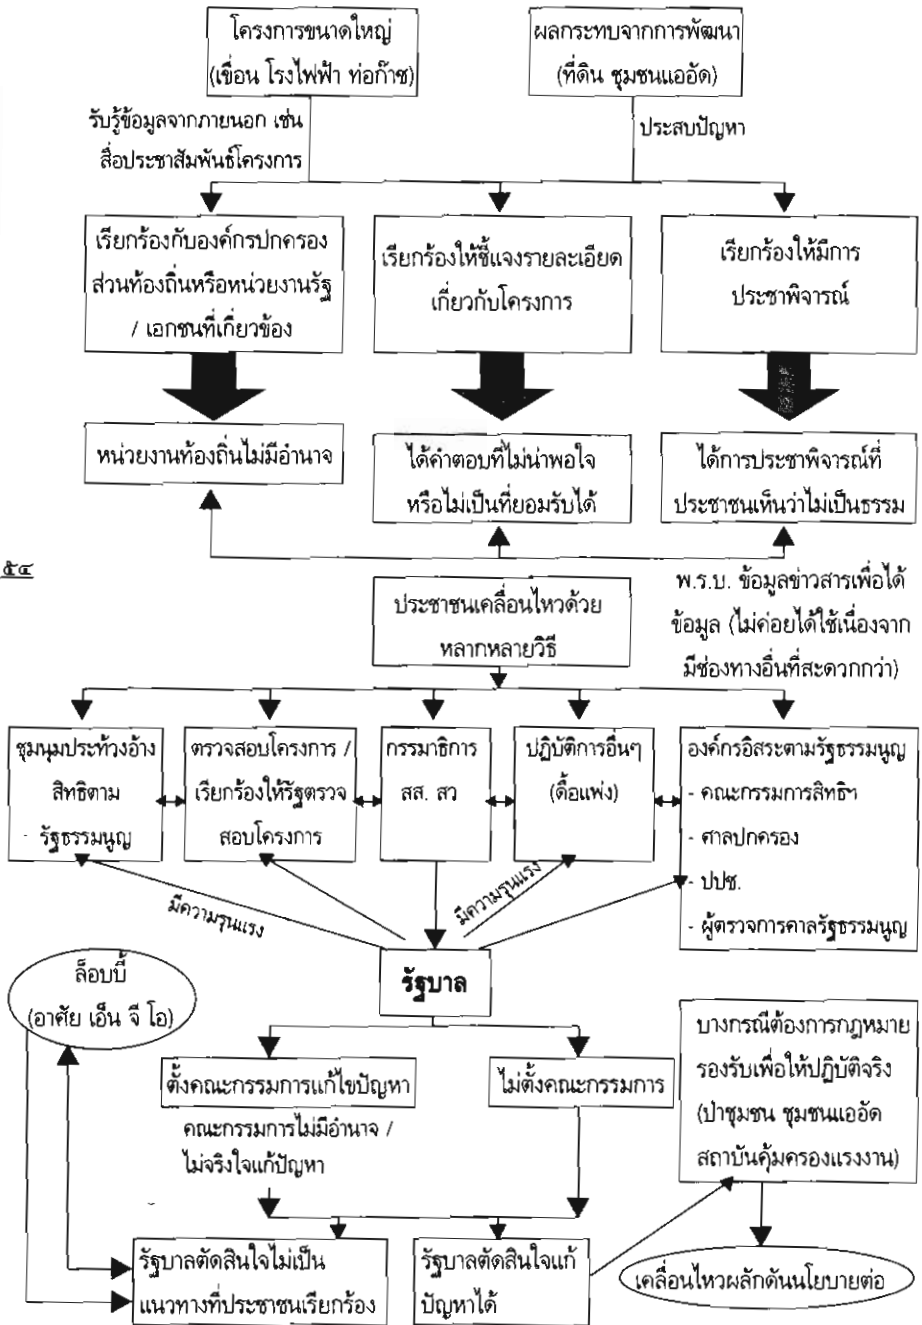 โครงการขนาดใหญ่
(เขื่อน โรงไฟฟ้า ท่อก๊าซ)
ผลกระทบจากการพัฒนา
(ที่ดิน ชุมชนแออัด)
รับรู้ข้อมูลจากภายนอก เช่น
สื่อประชาสัมพันธ์โครงการ
ประสบปัญหา
เรียกร้องกับองค์กรปกครอง
ส่วนท้องถิ่นหรือหน่วยงานรัฐ
/ เอกชนที่เกี่ยวข้อง
เรียกร้องให้ชี้แจงรายละเอียด
เกี่ยวกับโครงการ
เรียกร้องให้มีการ
ประชาพิจารณ์
หน่วยงานท้องถิ่นไม่มีอำนาจ
ได้คำตอบที่ไม่น่าพอใจ
หรือไม่เป็นที่ยอมรับได้
ได้การประชาพิจารณ์ที่
ประชาชนเห็นว่าไม่เป็นธรรม
๕๔
ประชาชนเคลื่อนไหวด้วย
หลากหลายวิธี
พ.ร.บ. ข้อมูลข่าวสารเพื่อได้
ข้อมูล (ไม่ค่อยได้ใช้เนื่องจาก
มีช่องทางอื่นที่สะดวกกว่า)
ชุมนุมประท้วงอ้าง
สิทธิตาม
รัฐธรรมนูญ
ตรวจสอบโครงการ /
เรียกร้องให้รัฐตรวจ
สอบโครงการ
กรรมาธิการ
สส. สว
ปฏิบัติการอื่นๆ
(ดื้อแพ่ง)
องค์กรอิสระตามรัฐธรรมนูญ
- คณะกรรมการสิทธิฯ
- ศาลปกครอง
- ปปช.
- ผู้ตรวจการศาลรัฐธรรมนูญ
มีความรุนแรง
มีความรุนแรง
รัฐบาล
ล็อบบี้
(อาศัย เอ็น จี โอ)
ตั้งคณะกรรมการแก้ไขปัญหา
ไม่ตั้งคณะกรรมการ
คณะกรรมการไม่มีอำนาจ /
ไม่จริงใจแก้ปัญหา
บางกรณีต้องการกฎหมาย
รองรับเพื่อให้ปฏิบัติจริง
(ป่าชุมชน ชุมชนแออัด
สถาบันคุ้มครองแรงงาน)
รัฐบาลตัดสินใจไม่เป็น
แนวทางที่ประชาชนเรียกร้อง
รัฐบาลตัดสินใจแก้
ปัญหาได้
เคลื่อนไหวผลักดันนโยบายต่อ